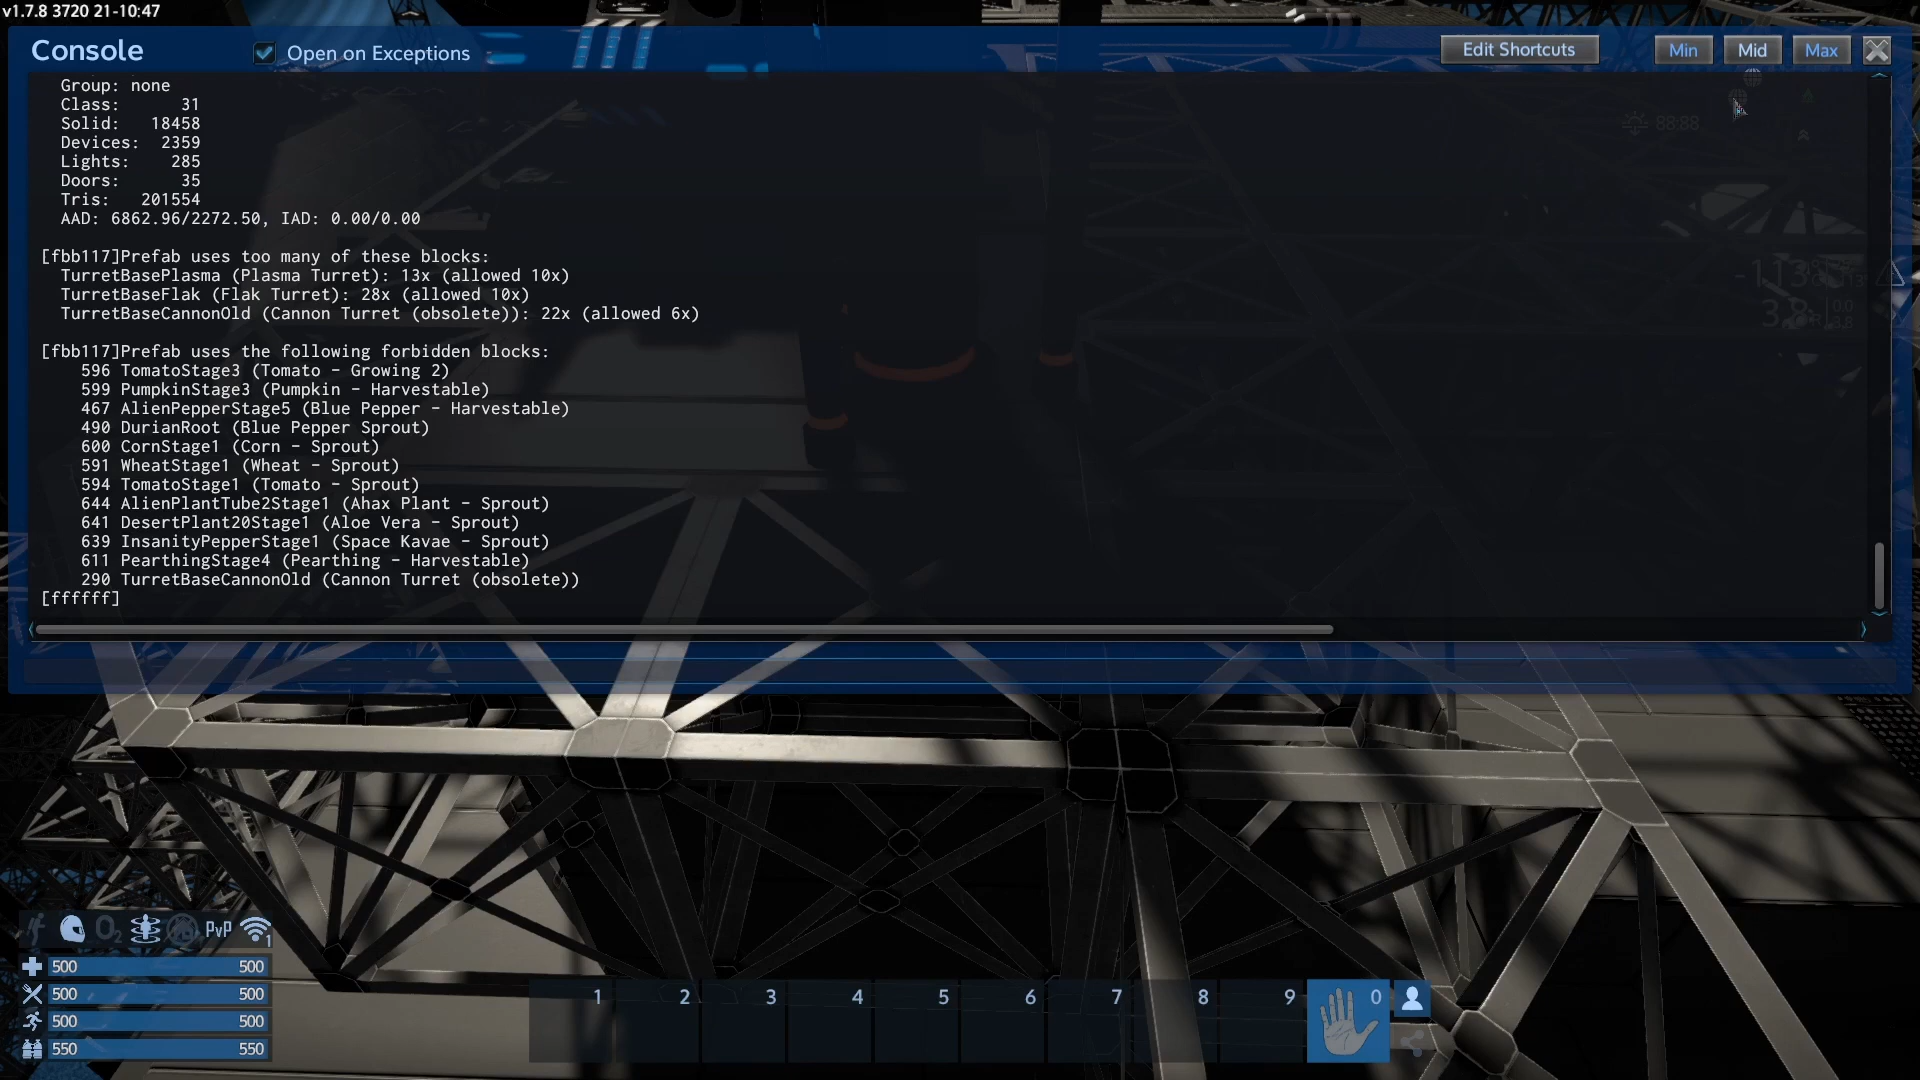 v1.7.8 3720 21-10:47
Console
Open on Exceptions
Edit Shortcuts
Min
Mid
Max
Group: none
Class: 31
Solid: 18458
Devices: 2359
Lights: 285
Doors: 35
Tris: 201554
AAD: 6862.96/2272.50, IAD: 0.00/0.00
[fbb117]Prefab uses too many of these blocks:
TurretBasePlasma (Plasma Turret): 13x (allowed 10x)
TurretBaseFlak (Flak Turret): 28x (allowed 10x)
TurretBaseCannonOld (Cannon Turret (obsolete)): 22x (allowed 6x)
[fbb117]Prefab uses the following forbidden blocks:
596 TomatoStage3 (Tomato - Growing 2)
599 PumpkinStage3 (Pumpkin - Harvestable)
467 AlienPepperStage5 (Blue Pepper - Harvestable)
490 DurianRoot (Blue Pepper Sprout)
600 CornStage1 (Corn - Sprout)
591 WheatStage1 (Wheat - Sprout)
594 TomatoStage1 (Tomato - Sprout)
644 AlienPlantTube2Stage1 (Ahax Plant - Sprout)
641 DesertPlant20Stage1 (Aloe Vera - Sprout)
639 InsanityPepperStage1 (Space Kavae - Sprout)
611 PearthingStage4 (Pearthing - Harvestable)
290 TurretBaseCannonOld (Cannon Turret (obsolete))
[ffffff]
88:88
O2 PvP 1
500 500
500 500
500 500
550 550
1 2 3 4 5 6 7 8 9 0